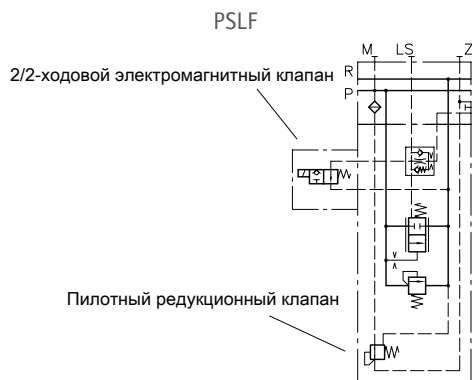 PSLF
M LS Z
R
2/2-ходовой электромагнитный клапан
P
Пилотный редукционный клапан